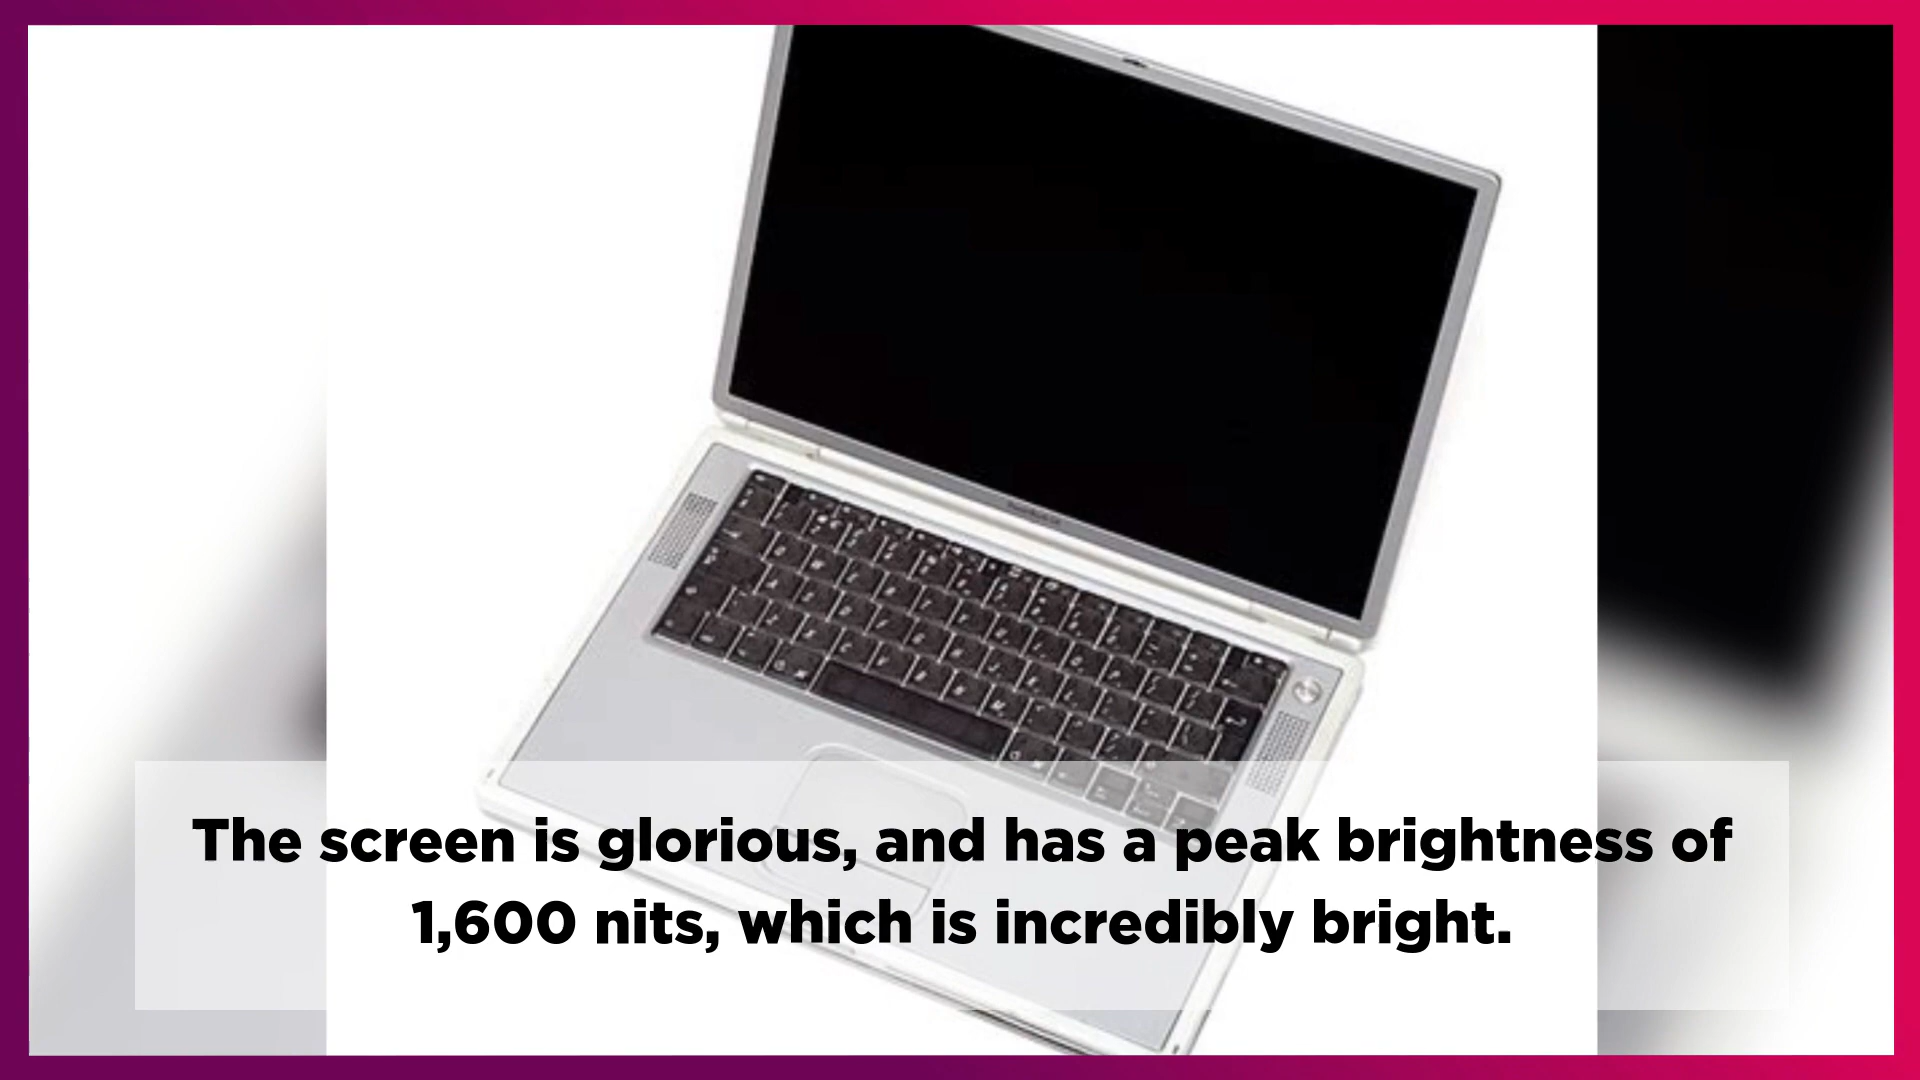 The screen is glorious, and has a peak brightness of
1,600 nits, which is incredibly bright.